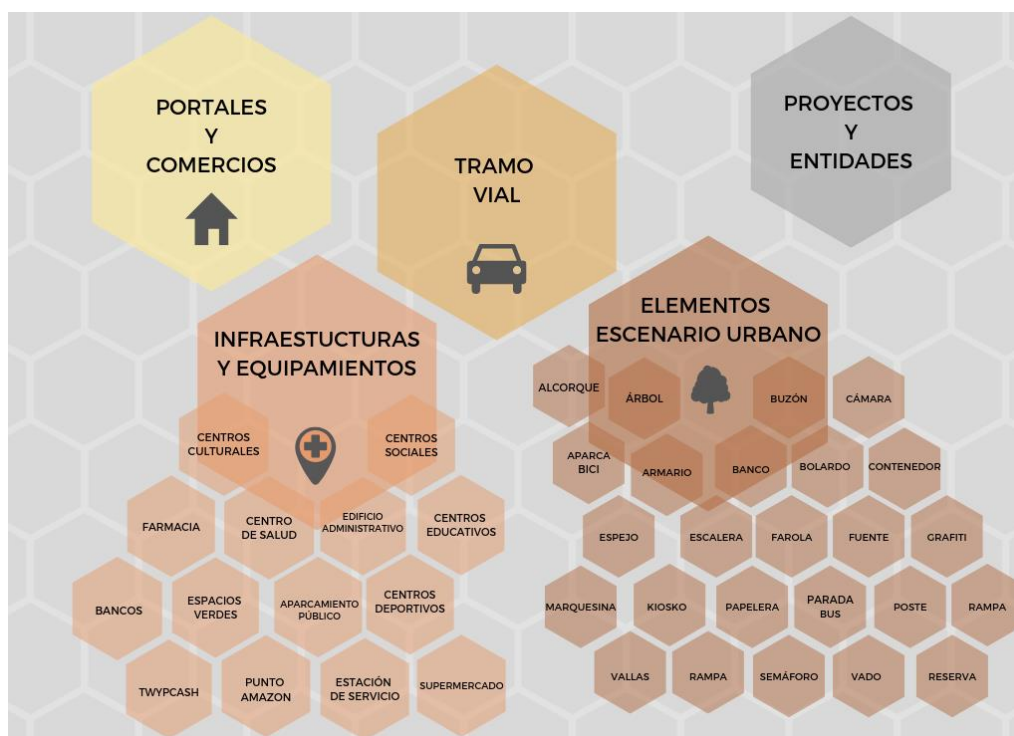 PORTALES
Y
COMERCIOS
TRAMO
VIAL
PROYECTOS
Y
ENTIDADES
INFRAESTUCTURAS
Y EQUIPAMIENTOS
CENTROS
CULTURALES
CENTROS
SOCIALES
FARMACIA
CENTRO
DE SALUD
EDIFICIO
ADMINISTRATIVO
CENTROS
EDUCATIVOS
BANCOS
ESPACIOS
VERDES
APARCAMIENTO
PÚBLICO
CENTROS
DEPORTIVOS
TWYPCASH
PUNTO
AMAZON
ESTACIÓN
DE SERVICIO
SUPERMERCADO
ELEMENTOS
ESCENARIO URBANO
ALCORQUE
ÁRBOL
BUZÓN
CÁMARA
APARCA
BICI
ARMARIO
BANCO
BOLARDO
CONTENEDOR
ESPEJO
ESCALERA
FAROLA
FUENTE
GRAFITI
MARQUESINA
KIOSKO
PAPELERA
PARADA
BUS
POSTE
RAMPA
VALLAS
RAMPA
SEMÁFORO
VADO
RESERVA